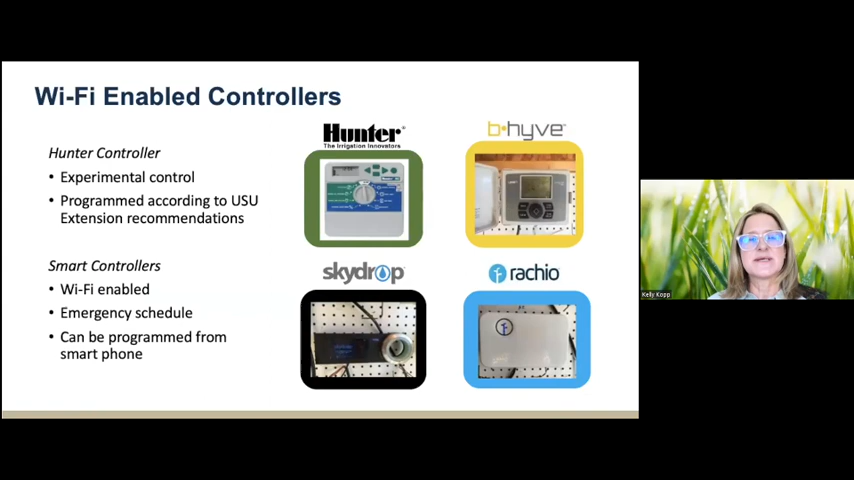 Wi-Fi Enabled Controllers
Hunter Controller
• Experimental control
• Programmed according to USU
Extension recommendations
Smart Controllers
• Wi-Fi enabled
• Emergency schedule
• Can be programmed from
smart phone
Hunter®
The Irrigation Innovators
b•hyve™
skydrop
rachio
Kelly Kopp